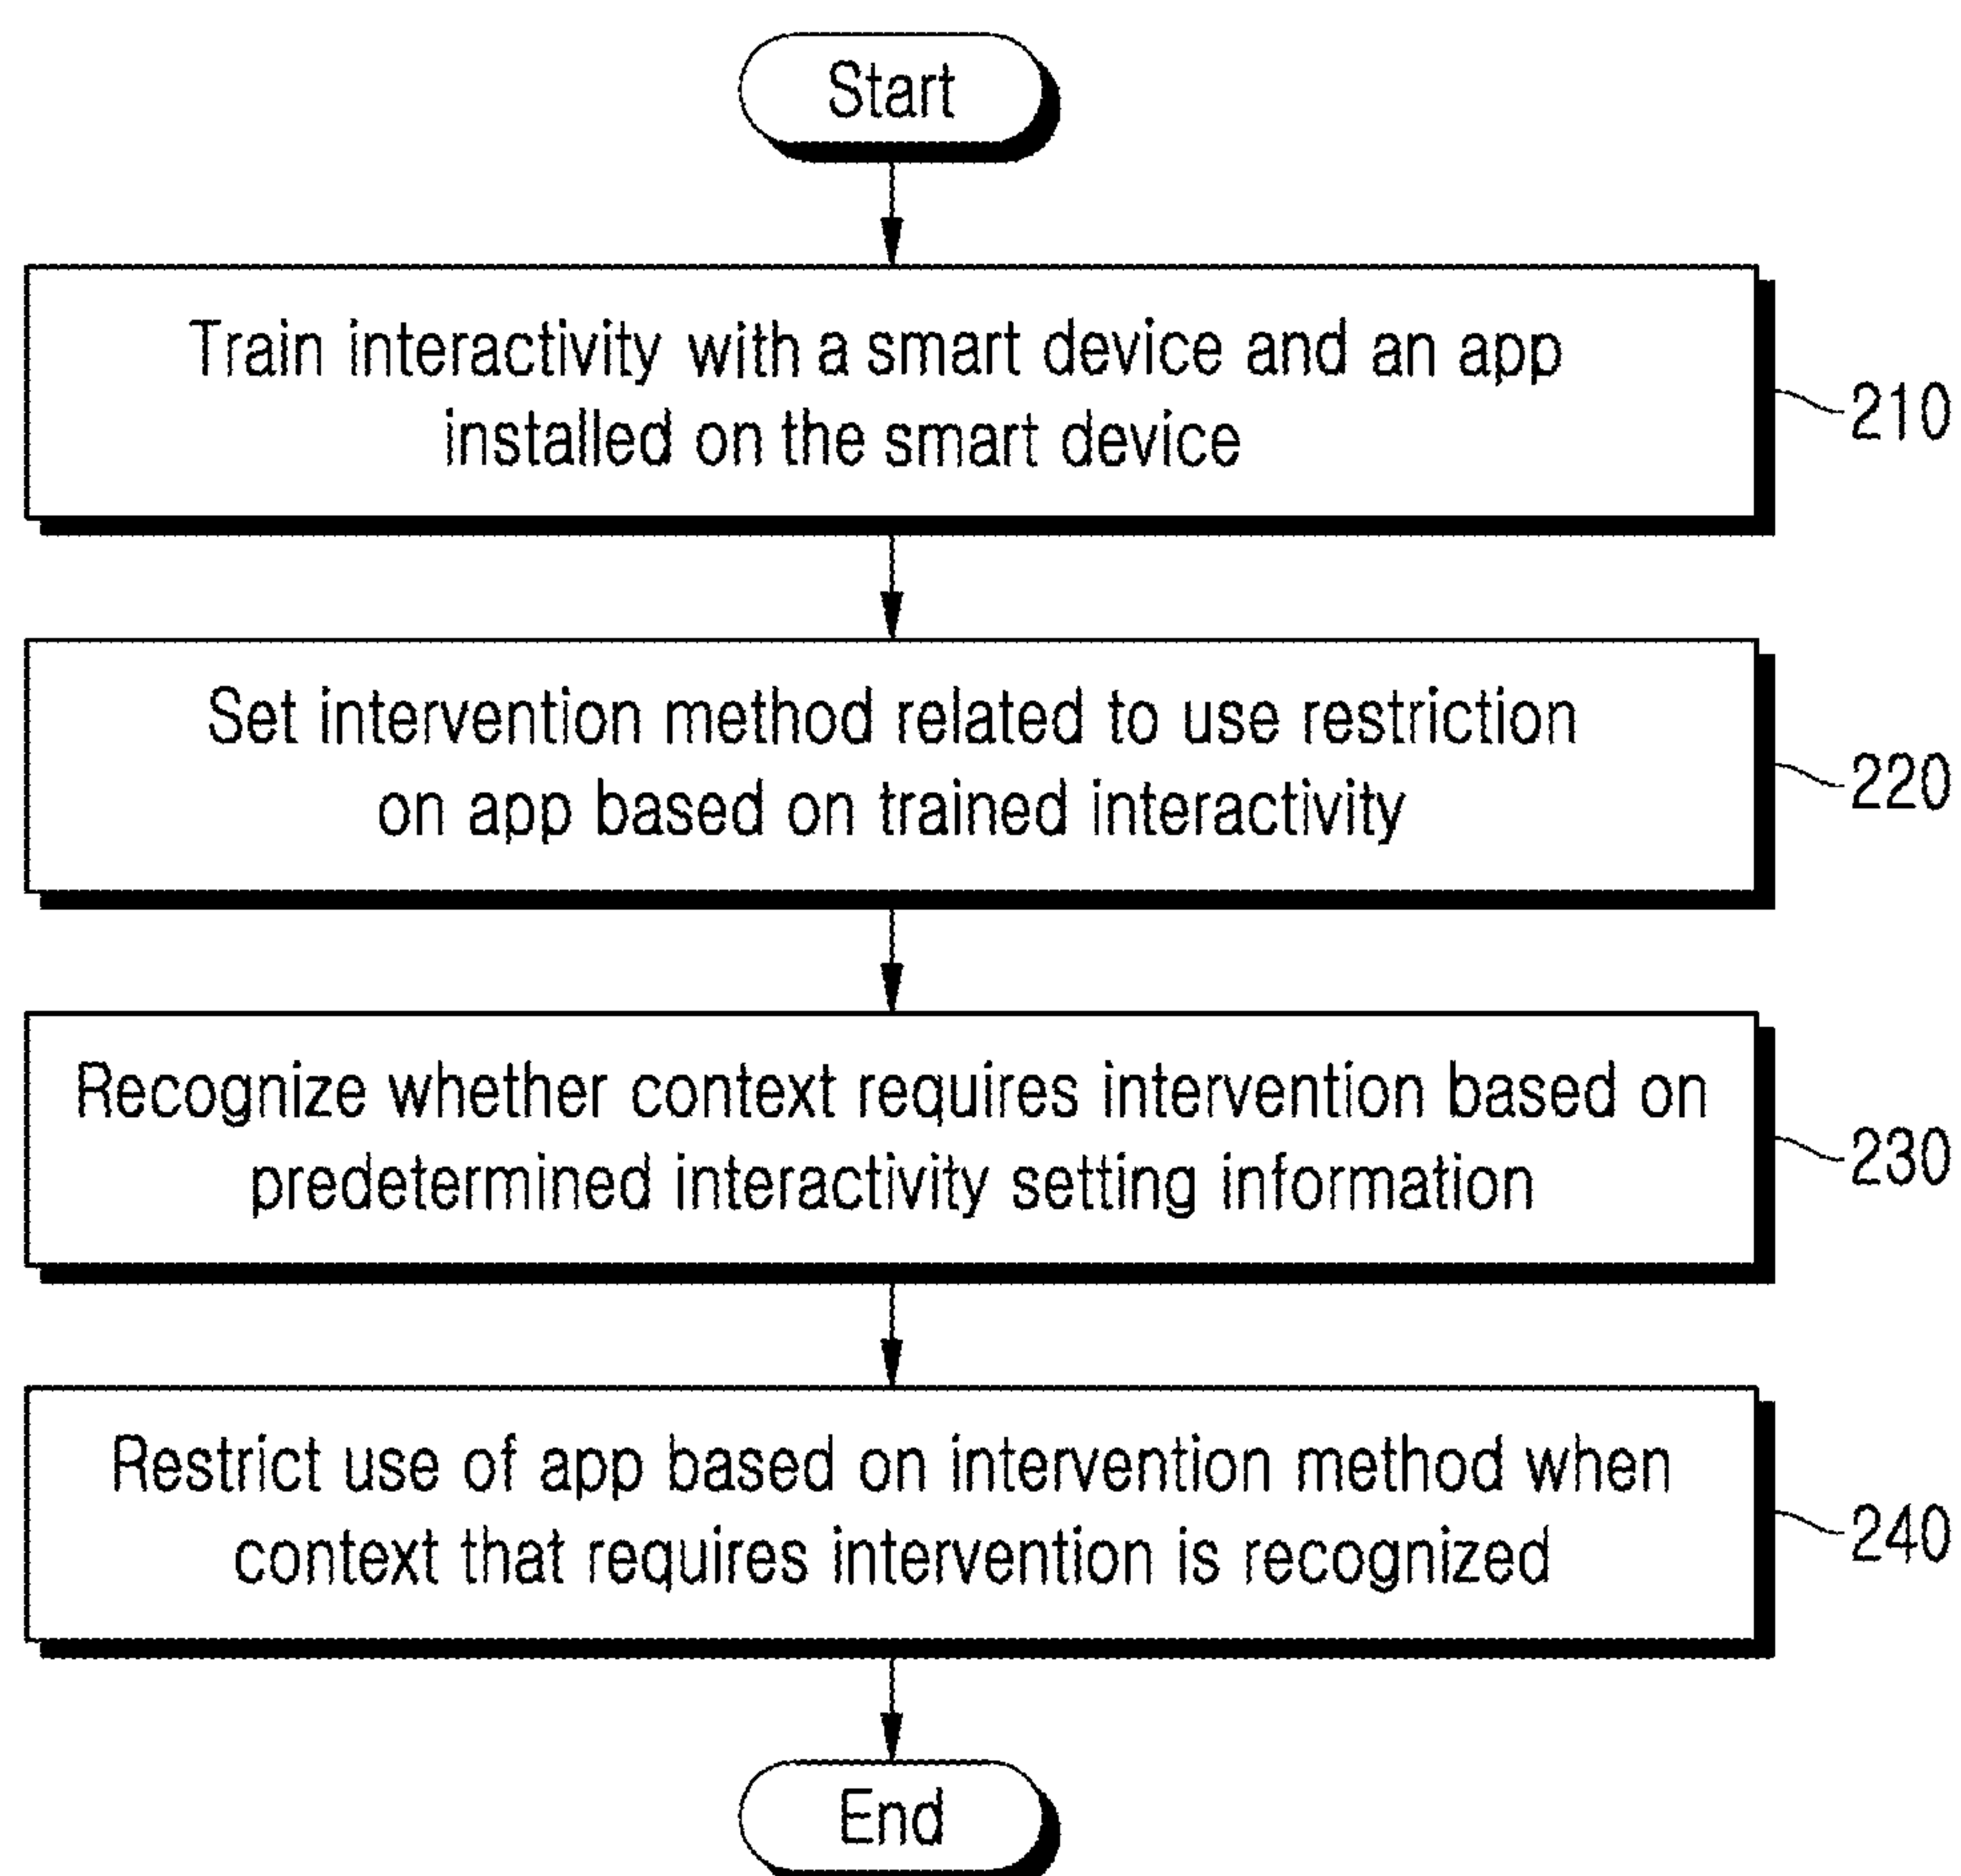 Start
Train interactivity with a smart device and an app
installed on the smart device
210
Set intervention method related to use restriction
on app based on trained interactivity
220
Recognize whether context requires intervention based on
predetermined interactivity setting information
230
Restrict use of app based on intervention method when
context that requires intervention is recognized
240
End